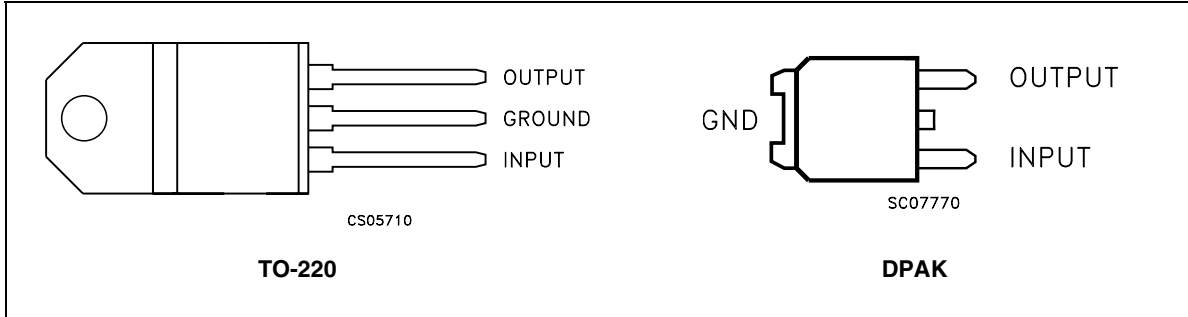 OUTPUT
GROUND
INPUT
CS05710
TO-220
GND
OUTPUT
INPUT
SC07770
DPAK